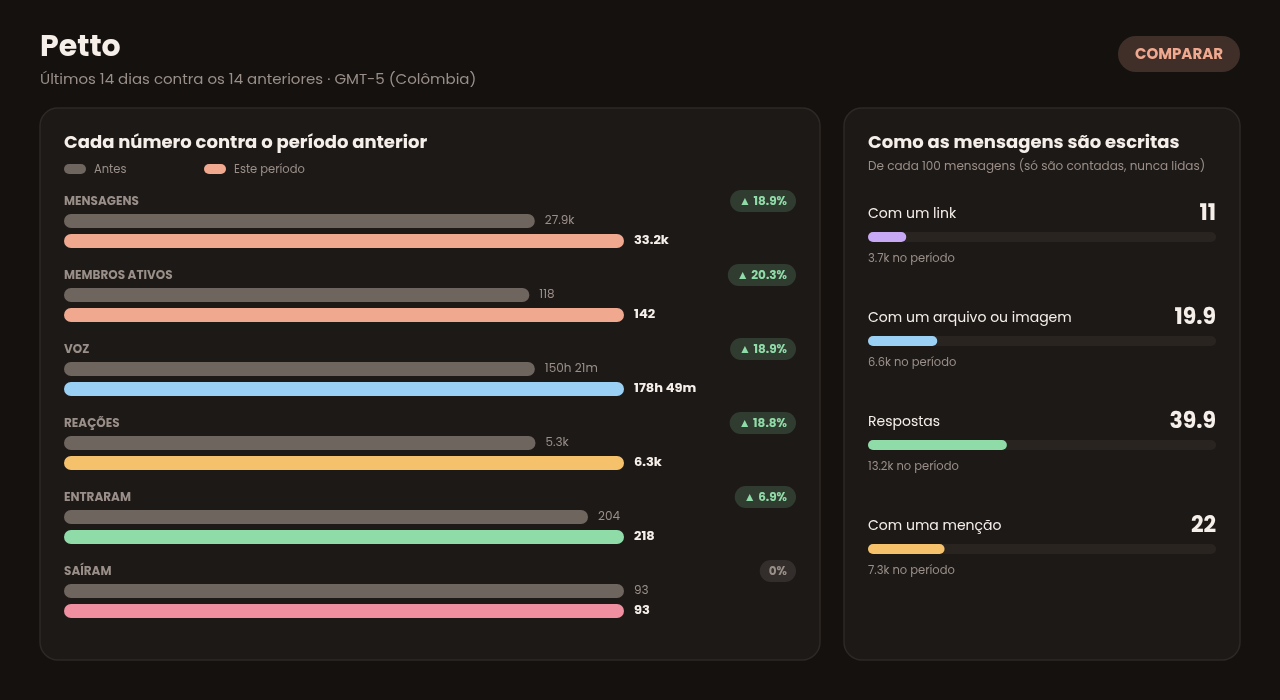 Petto
Últimos 14 dias contra os 14 anteriores · GMT-5 (Colômbia)
COMPARAR
Cada número contra o período anterior
Antes
Este período
MENSAGENS
▲ 18.9%
27.9k
33.2k
MEMBROS ATIVOS
▲ 20.3%
118
142
VOZ
▲ 18.9%
150h 21m
178h 49m
REAÇÕES
▲ 18.8%
5.3k
6.3k
ENTRARAM
▲ 6.9%
204
218
SAÍRAM
0%
93
93
Como as mensagens são escritas
De cada 100 mensagens (só são contadas, nunca lidas)
Com um link
11
3.7k no período
Com um arquivo ou imagem
19.9
6.6k no período
Respostas
39.9
13.2k no período
Com uma menção
22
7.3k no período